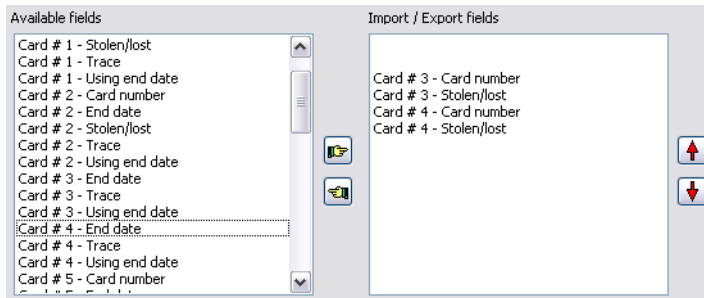 Available fields
Card # 1 - Stolen/lost
Card # 1 - Trace
Card # 1 - Using end date
Card # 2 - Card number
Card # 2 - End date
Card # 2 - Stolen/lost
Card # 2 - Trace
Card # 2 - Using end date
Card # 3 - End date
Card # 3 - Trace
Card # 3 - Using end date
Card # 4 - End date
Card # 4 - Trace
Card # 4 - Using end date
Card # 5 - Card number
Import / Export fields
Card # 3 - Card number
Card # 3 - Stolen/lost
Card # 4 - Card number
Card # 4 - Stolen/lost